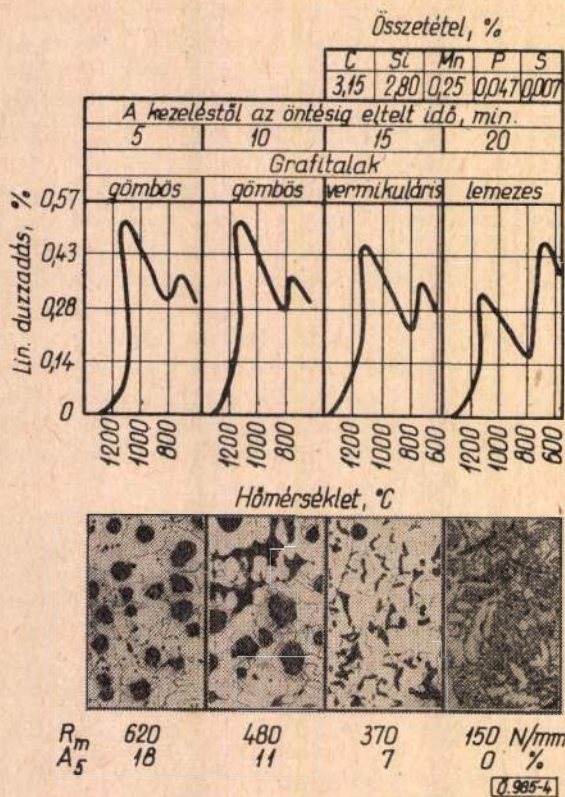 Összetétel, %
C Si Mn P S
3,15 2,80 0,25 0,047 0,007
A kezeléstől az öntésig eltelt idő, min.
5 10 15 20
Grafitalak
gömbös gömbös vermikuláris lemezes
Lin. duzzadás, %
0,57
0,43
0,28
0,14
0
1200 1000 800 1200 1000 800 1200 1000 800 600 1200 1000 800 600
Hőmérséklet, °C
Rm 620 480 370 150 N/mm
A5 18 11 7 0 %
Ö.985-4